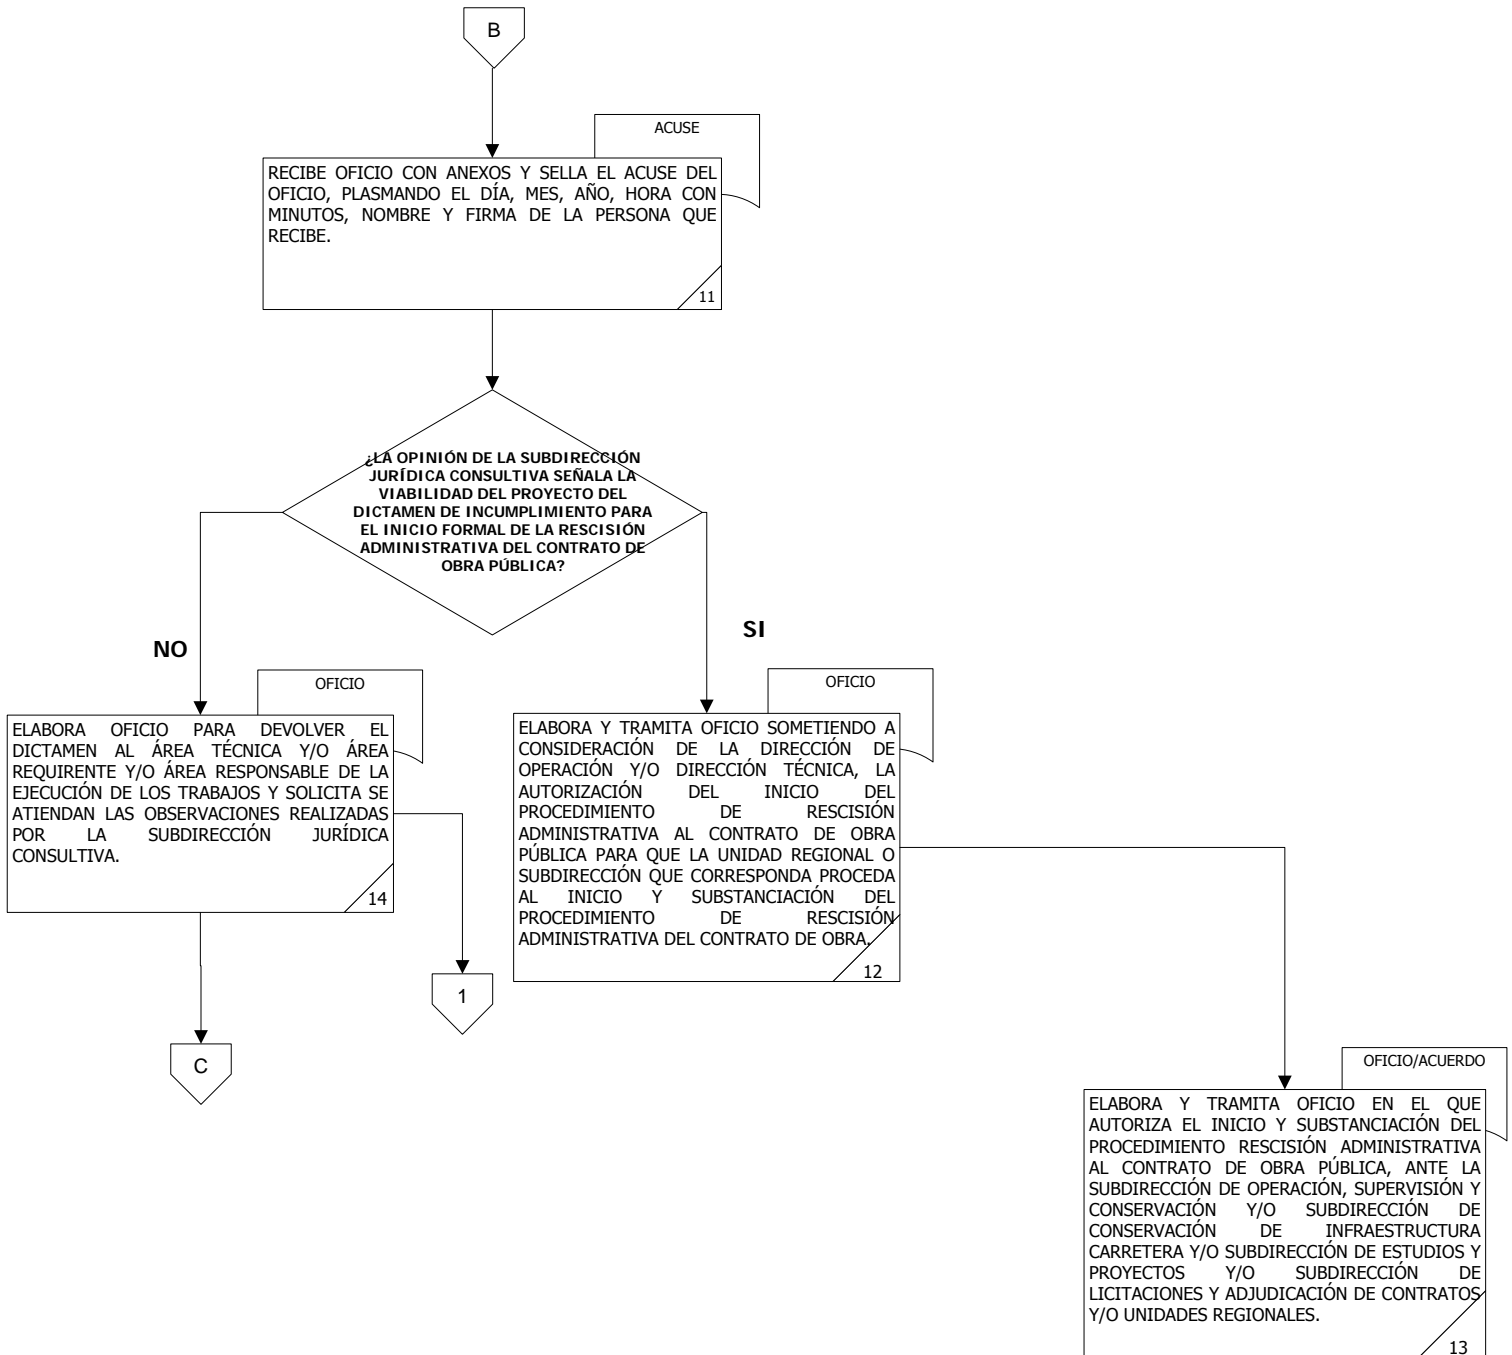 B
ACUSE
RECIBE OFICIO CON ANEXOS Y SELLA EL ACUSE DEL
OFICIO, PLASMANDO EL DÍA, MES, AÑO, HORA CON
MINUTOS, NOMBRE Y FIRMA DE LA PERSONA QUE
RECIBE.
11
¿LA OPINIÓN DE LA SUBDIRECCIÓN
JURÍDICA CONSULTIVA SEÑALA LA
VIABILIDAD DEL PROYECTO DEL
DICTAMEN DE INCUMPLIMIENTO PARA
EL INICIO FORMAL DE LA RESCISIÓN
ADMINISTRATIVA DEL CONTRATO DE
OBRA PÚBLICA?
NO
SI
OFICIO
ELABORA OFICIO PARA DEVOLVER EL
DICTAMEN AL ÁREA TÉCNICA Y/O ÁREA
REQUIRENTE Y/O ÁREA RESPONSABLE DE LA
EJECUCIÓN DE LOS TRABAJOS Y SOLICITA SE
ATIENDAN LAS OBSERVACIONES REALIZADAS
POR LA SUBDIRECCIÓN JURÍDICA
CONSULTIVA.
14
OFICIO
ELABORA Y TRAMITA OFICIO SOMETIENDO A
CONSIDERACIÓN DE LA DIRECCIÓN DE
OPERACIÓN Y/O DIRECCIÓN TÉCNICA, LA
AUTORIZACIÓN DEL INICIO DEL
PROCEDIMIENTO DE RESCISIÓN
ADMINISTRATIVA AL CONTRATO DE OBRA
PÚBLICA PARA QUE LA UNIDAD REGIONAL O
SUBDIRECCIÓN QUE CORRESPONDA PROCEDA
AL INICIO Y SUBSTANCIACIÓN DEL
PROCEDIMIENTO DE RESCISIÓN
ADMINISTRATIVA DEL CONTRATO DE OBRA.
12
1
C
OFICIO/ACUERDO
ELABORA Y TRAMITA OFICIO EN EL QUE
AUTORIZA EL INICIO Y SUBSTANCIACIÓN DEL
PROCEDIMIENTO RESCISIÓN ADMINISTRATIVA
AL CONTRATO DE OBRA PÚBLICA, ANTE LA
SUBDIRECCIÓN DE OPERACIÓN, SUPERVISIÓN Y
CONSERVACIÓN Y/O SUBDIRECCIÓN DE
CONSERVACIÓN DE INFRAESTRUCTURA
CARRETERA Y/O SUBDIRECCIÓN DE ESTUDIOS Y
PROYECTOS Y/O SUBDIRECCIÓN DE
LICITACIONES Y ADJUDICACIÓN DE CONTRATOS
Y/O UNIDADES REGIONALES.
13